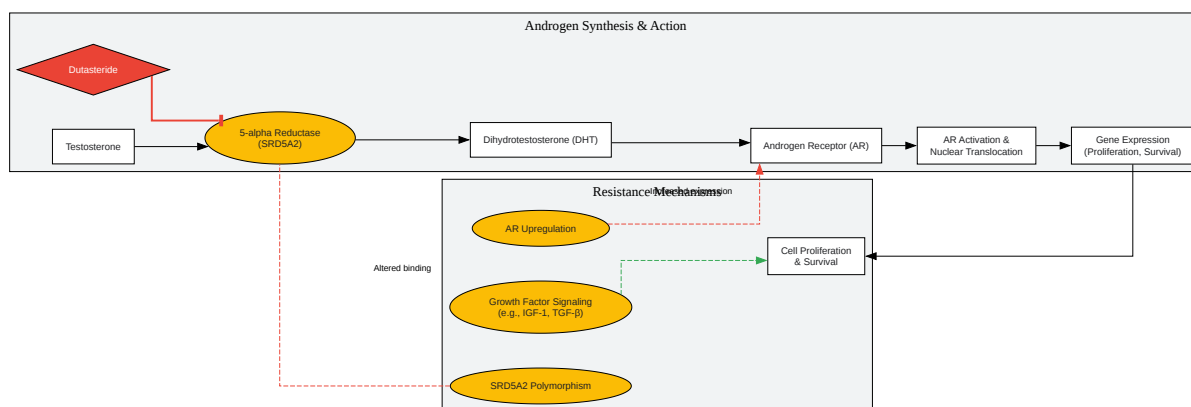 Androgen Synthesis & Action
Dutasteride
Testosterone
5-alpha Reductase
(SRD5A2)
Dihydrotestosterone (DHT)
Androgen Receptor (AR)
AR Activation &
Nuclear Translocation
Gene Expression
(Proliferation, Survival)
Resistance Mechanisms
Increased expression
AR Upregulation
Cell Proliferation
& Survival
Altered binding
Growth Factor Signaling
(e.g., IGF-1, TGF-β)
SRD5A2 Polymorphism